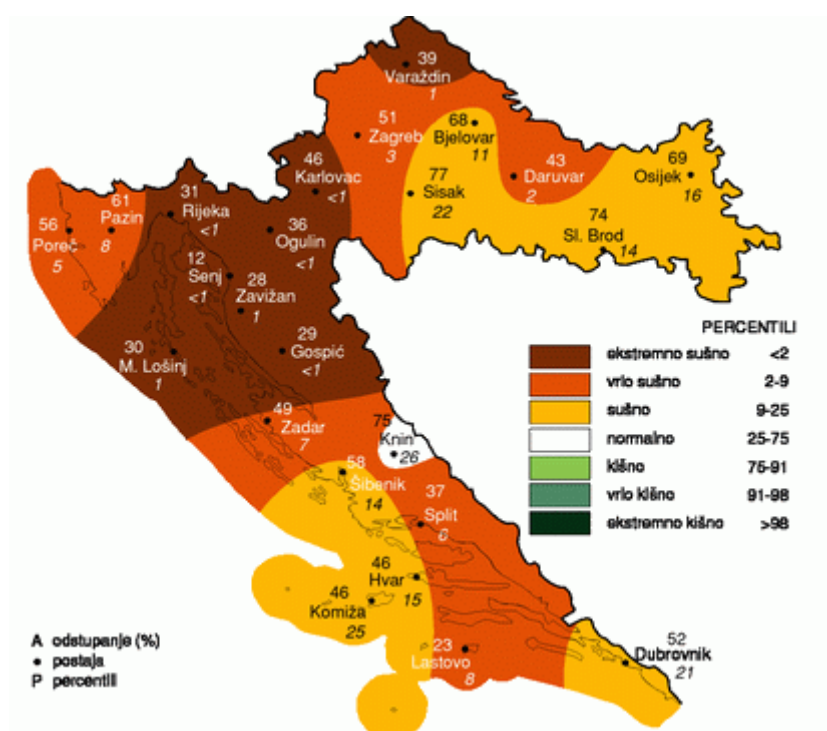 39
Varaždin
1
51
Zagreb
3
68
Bjelovar
11
43
Daruvar
2
69
Osijek
16
46
Karlovac
<1
77
Sisak
22
74
Sl. Brod
14
61
Pazin
8
56
Poreč
5
31
Rijeka
<1
36
Ogulin
<1
12
Senj
<1
28
Zavižan
1
29
Gospić
<1
30
M. Lošinj
1
49
Zadar
7
75
Knin
26
58
Šibenik
14
37
Split
6
46
Hvar
15
46
Komiža
25
23
Lastovo
8
52
Dubrovnik
21
PERCENTILI
ekstremno sušno <2
vrlo sušno 2-9
sušno 9-25
normalno 25-75
kišno 75-91
vrlo kišno 91-98
ekstremno kišno >98
A odstupanje (%)
• postaja
P percentili